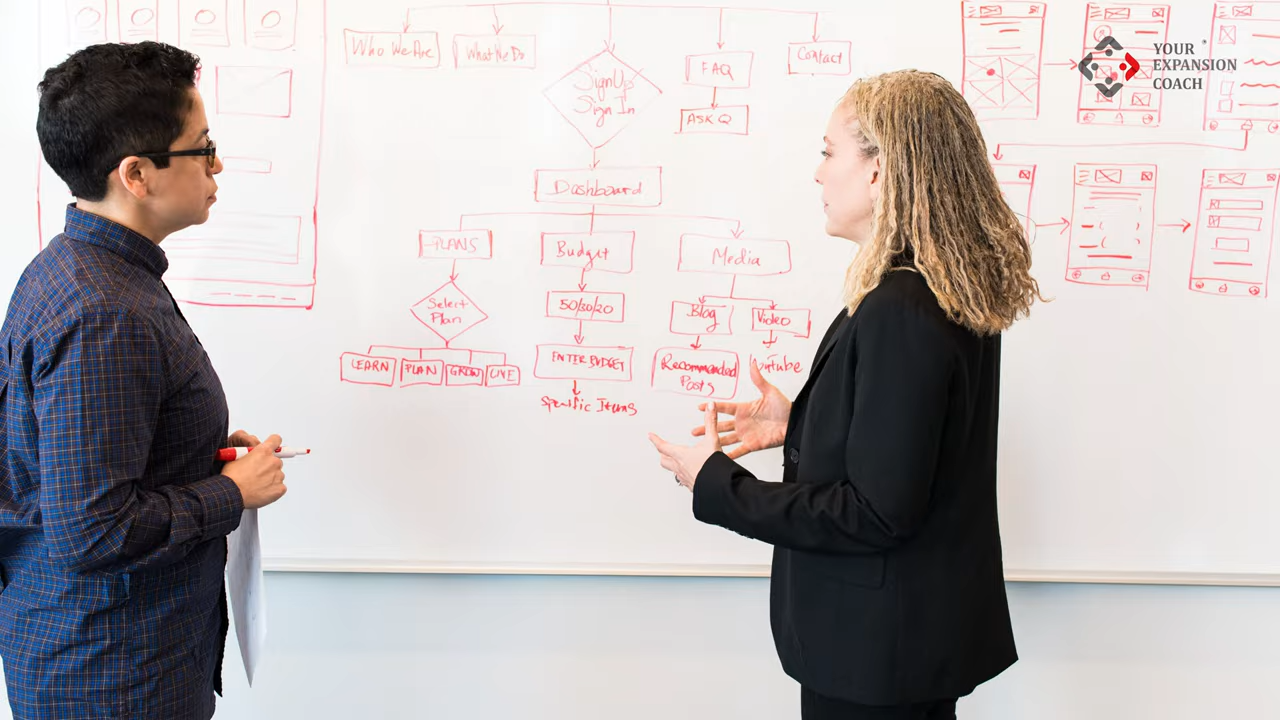 Who We Are
What We Do
Sign Up
Sign In
FAQ
ASK Q
Contact
YOUR
EXPANSION
COACH
Dashboard
PLANS
Budget
Media
Select
Plan
50/30/20
Blog
Video
LEARN
PLAN
GROW
LIVE
ENTER BUDGET
Recommended
Posts
Specific Items